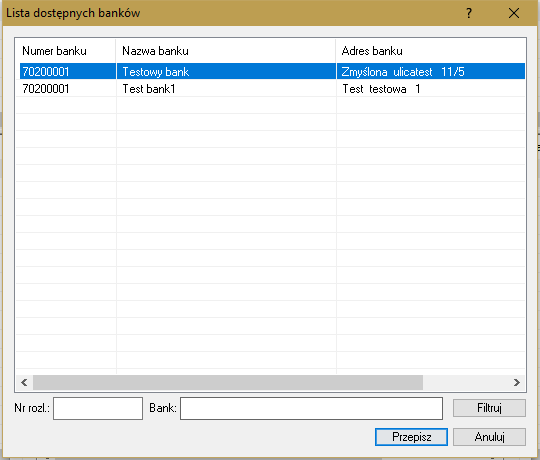 Lista dostępnych banków ?
Numer banku Nazwa banku Adres banku
70200001 Testowy bank Zmyślona ulicatest 11/5
70200001 Test bank1 Test testowa 1
Nr rozl.: Bank: Filtruj
Przepisz Anuluj